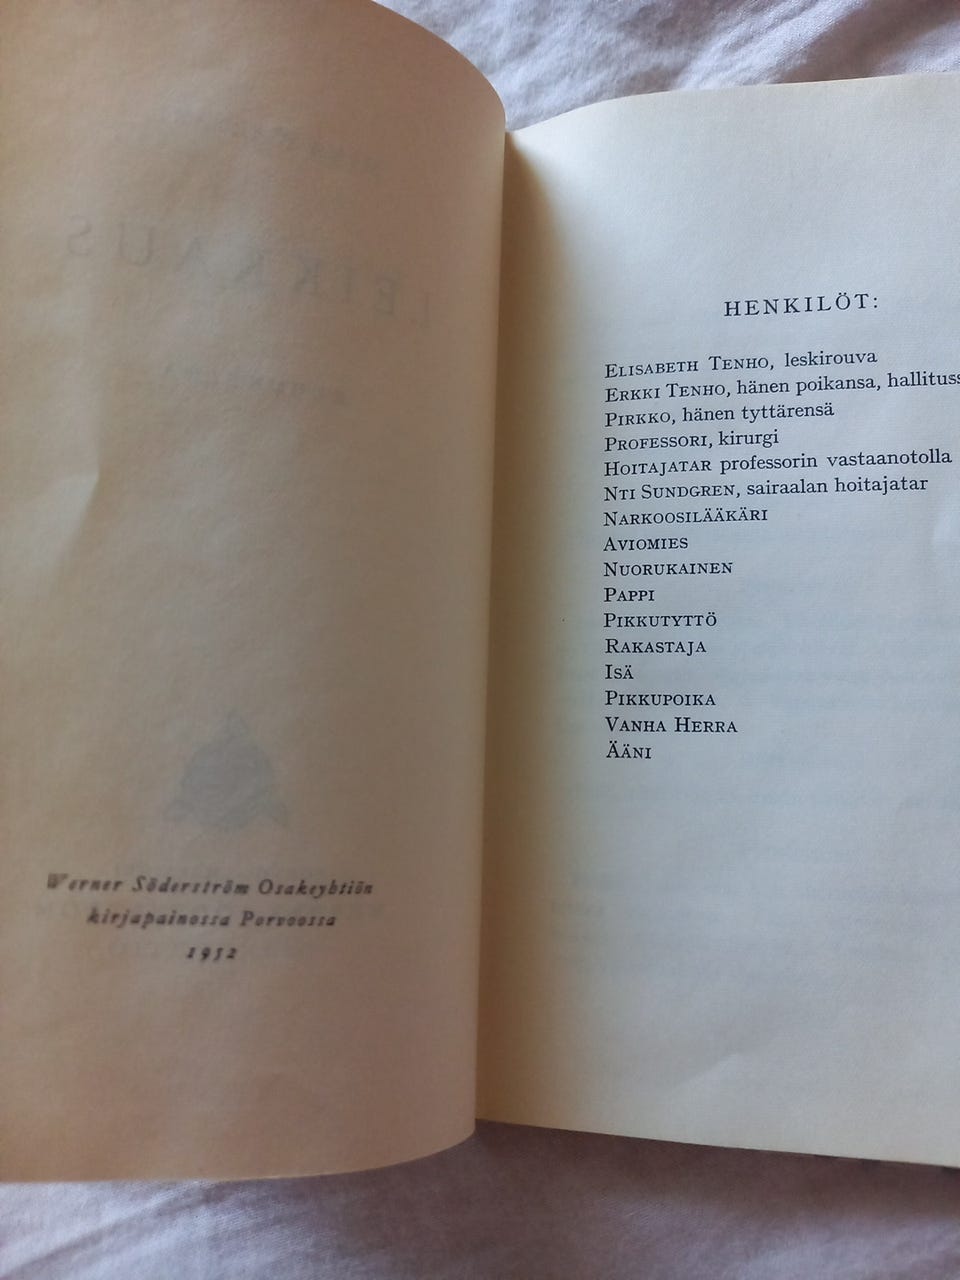 LEIKKAUS
Werner Söderström Osakeyhtiön
kirjapainossa Porvoossa
1952
HENKILÖT:
ELISABETH TENHO, leskirouva
ERKKI TENHO, hänen poikansa,
PIRKKO, hänen tyttärensä
PROFESSORI, kirurgi
HOITAJATAR professorin vastaanotolla
NTI SUNDGREN, sairaalan hoitajatar
NARKOOSILÄÄKÄRI
AVIOMIES
NUORUKAINEN
PAPPI
PIKKUTYTTÖ
RAKASTAJA
ISÄ
PIKKUPOIKA
VANHA HERRA
ÄÄNI